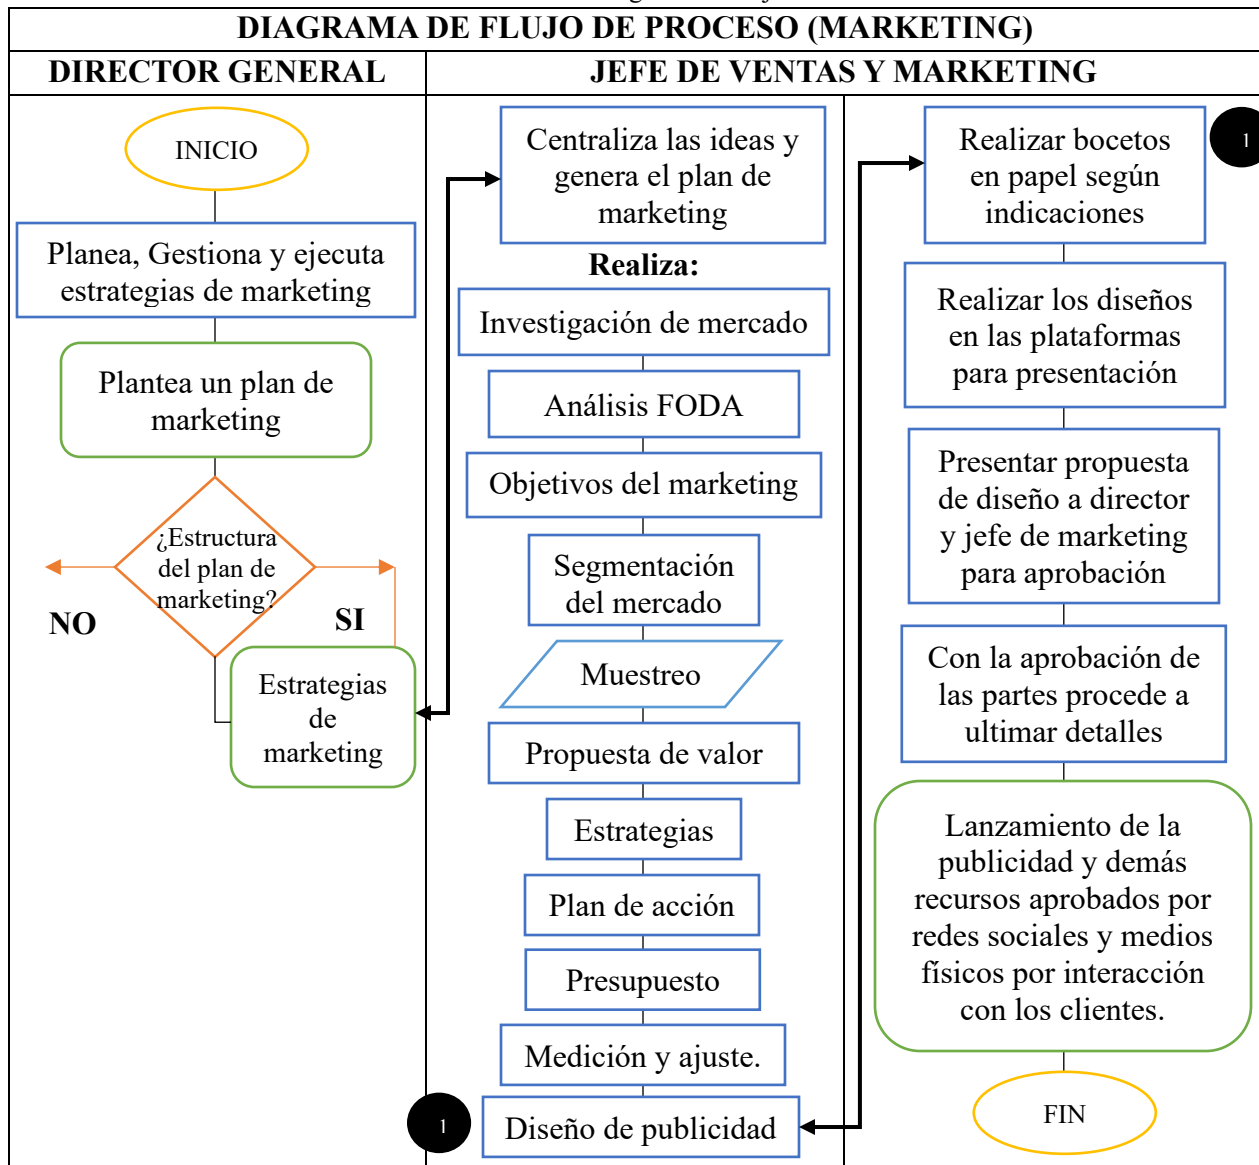 DIAGRAMA DE FLUJO DE PROCESO (MARKETING)
DIRECTOR GENERAL
JEFE DE VENTAS Y MARKETING
INICIO
Planea, Gestiona y ejecuta
estrategias de marketing
Plantea un plan de
marketing
¿Estructura
del plan de
marketing?
NO
SI
Estrategias
de
marketing
Centraliza las ideas y
genera el plan de
marketing
Realiza:
Investigación de mercado
Análisis FODA
Objetivos del marketing
Segmentación
del mercado
Muestreo
Propuesta de valor
Estrategias
Plan de acción
Presupuesto
Medición y ajuste.
1
Diseño de publicidad
Realizar bocetos
en papel según
indicaciones
1
Realizar los diseños
en las plataformas
para presentación
Presentar propuesta
de diseño a director
y jefe de marketing
para aprobación
Con la aprobación de
las partes procede a
ultimar detalles
Lanzamiento de la
publicidad y demás
recursos aprobados por
redes sociales y medios
físicos por interacción
con los clientes.
FIN